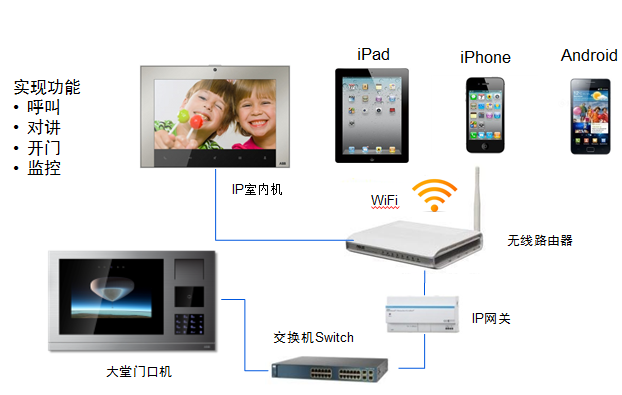 iPad
iPhone
Android
实现功能
• 呼叫
• 对讲
• 开门
• 监控
IP室内机
WiFi
无线路由器
IP网关
交换机Switch
大堂门口机